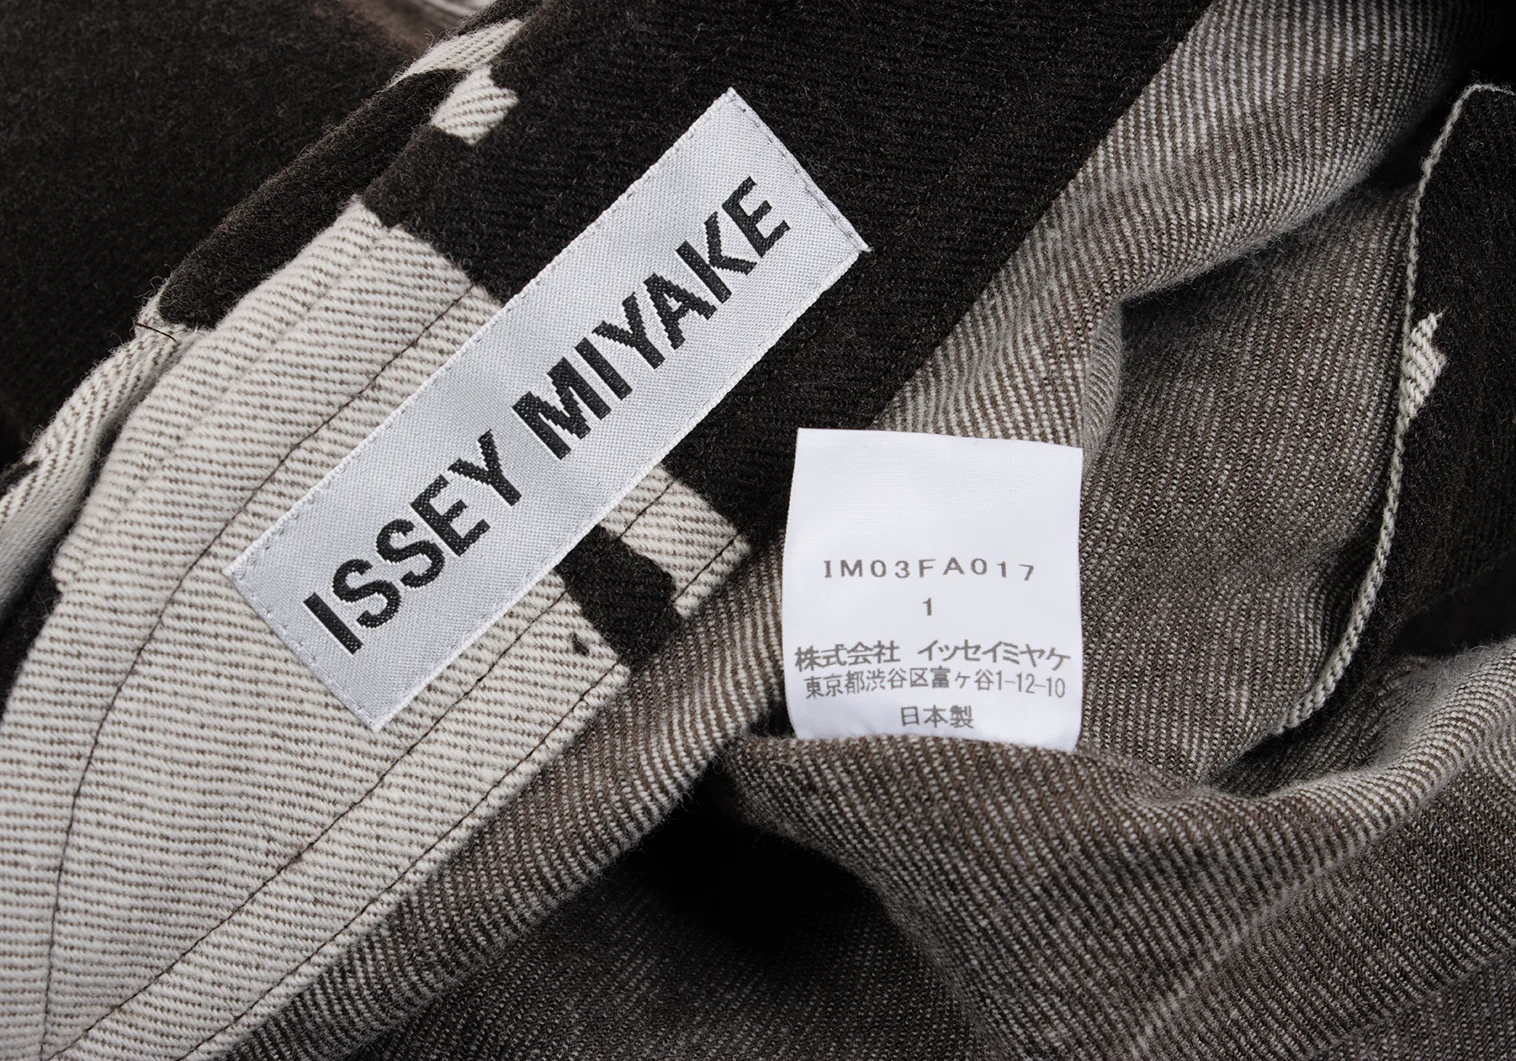 ISSEY MIYAKE
IM03FA017
1
株式会社 イッセイミヤケ
東京都渋谷区富ヶ谷1-12-10
日本製